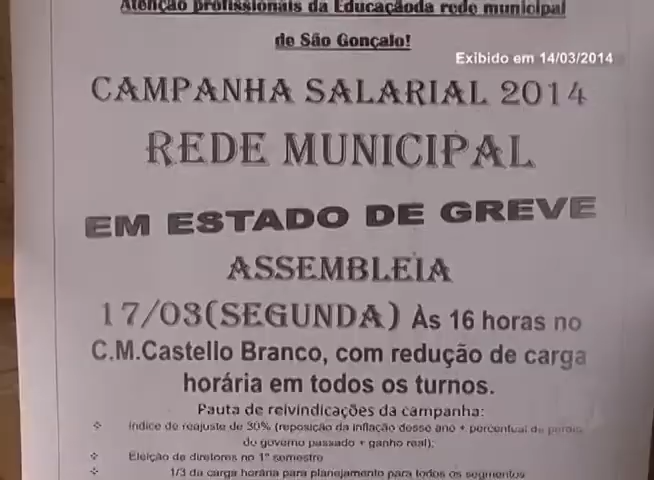 Atenção profissionais da Educaçãoda rede municipal
de São Gonçalo!
Exibido em 14/03/2014
CAMPANHA SALARIAL 2014
REDE MUNICIPAL
EM ESTADO DE GREVE
ASSEMBLEIA
17/03(SEGUNDA) Às 16 horas no
C.M.Castello Branco, com redução de carga
horária em todos os turnos.
Pauta de reivindicações da campanha:
❖ índice de reajuste de 30% (reposição da inflação desse ano + percentual de perdas
do governo passado + ganho real);
❖ Eleição de diretores no 1º semestre
❖ 1/3 da carga horária para planejamento para todos os segmentos